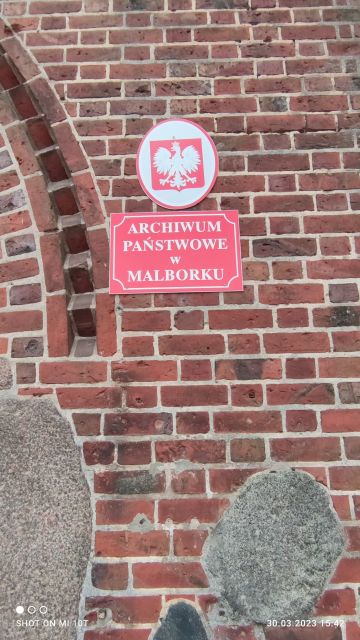 ARCHIWUM
PAŃSTWOWE
w
MALBORKU
SHOT ON MI 10T
30.03.2023 15:42